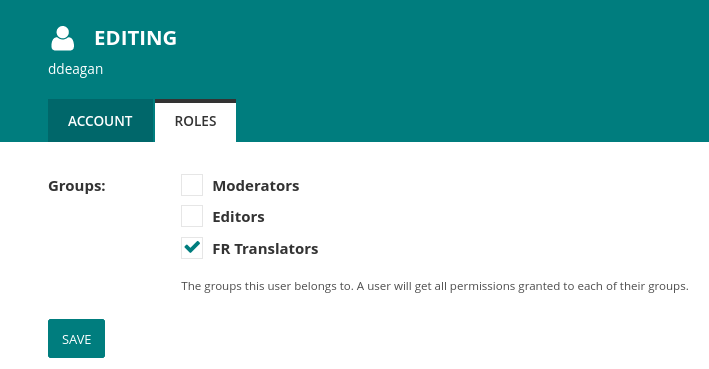 EDITING
ddeagan
ACCOUNT ROLES
Groups: Moderators
Editors
FR Translators
The groups this user belongs to. A user will get all permissions granted to each of their groups.
SAVE